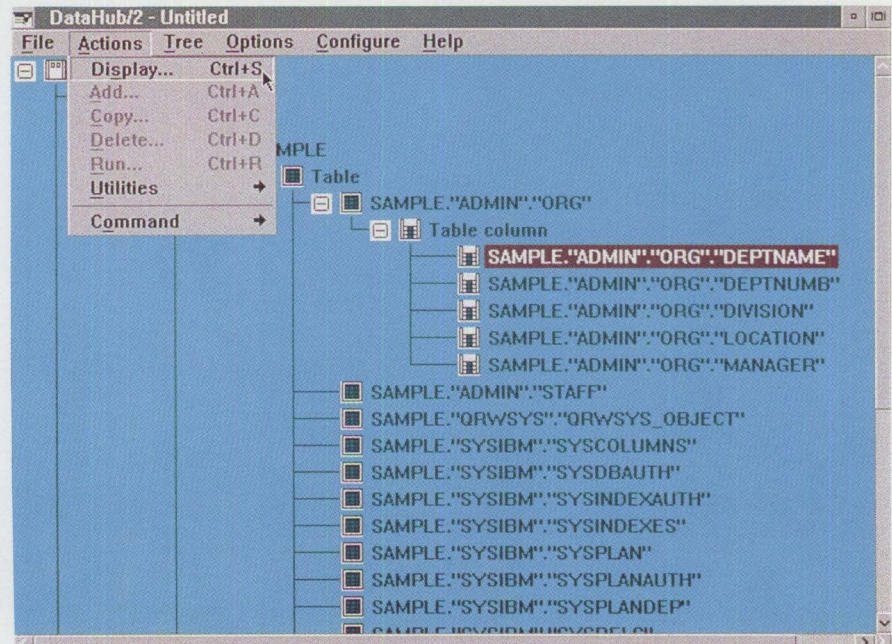 DataHub/2 - Untitled
File Actions Tree Options Configure Help
Display... Ctrl+S
Add... Ctrl+A
Copy... Ctrl+C
Delete... Ctrl+D
Run... Ctrl+R
Utilities
Command
MPLE
Table
SAMPLE."ADMIN"."ORG"
Table column
SAMPLE."ADMIN"."ORG"."DEPTNAME"
SAMPLE."ADMIN"."ORG"."DEPTNUMB"
SAMPLE."ADMIN"."ORG"."DIVISION"
SAMPLE."ADMIN"."ORG"."LOCATION"
SAMPLE."ADMIN"."ORG"."MANAGER"
SAMPLE."ADMIN"."STAFF"
SAMPLE."QRWSYS"."QRWSYS_OBJECT"
SAMPLE."SYSIBM"."SYSCOLUMNS"
SAMPLE."SYSIBM"."SYSDBAUTH"
SAMPLE."SYSIBM"."SYSINDEXAUTH"
SAMPLE."SYSIBM"."SYSINDEXES"
SAMPLE."SYSIBM"."SYSPLAN"
SAMPLE."SYSIBM"."SYSPLANAUTH"
SAMPLE."SYSIBM"."SYSPLANDEP"
SAMPLE."SYSIBM"."SYSRELS"